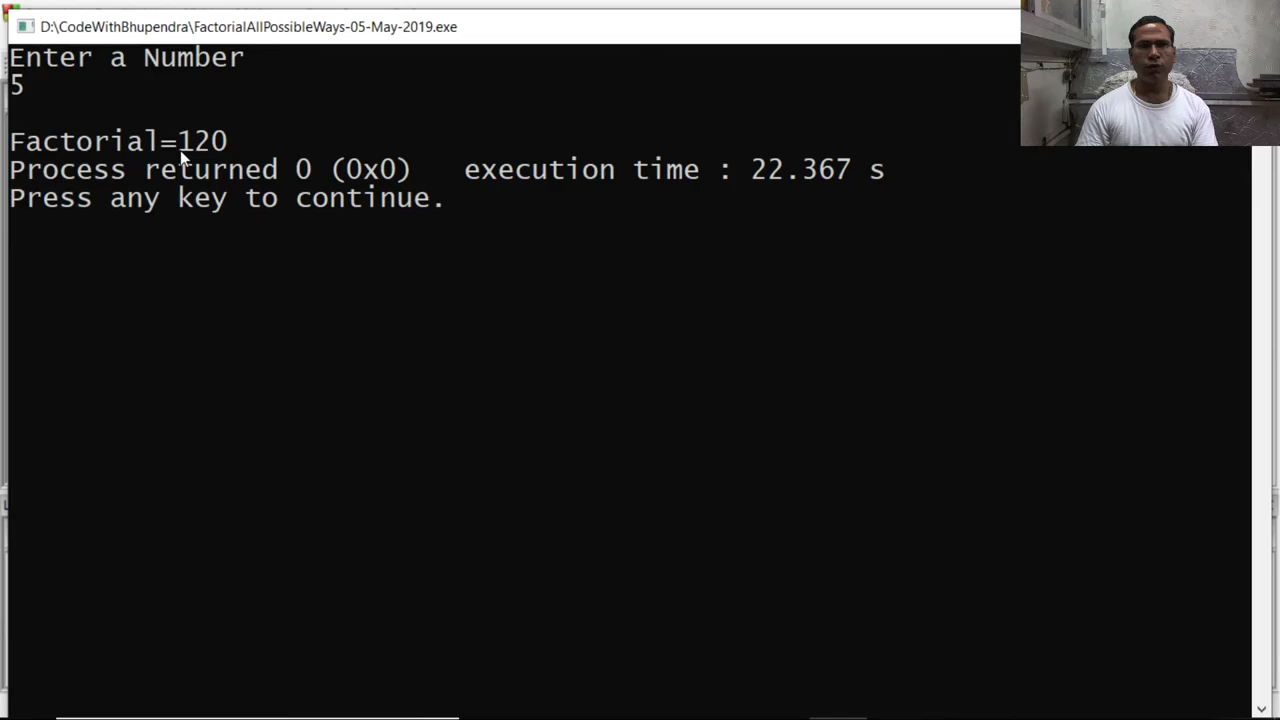 D:\CodeWithBhupendra\FactorialAllPossibleWays-05-May-2019.exe
Enter a Number
5
Factorial=120
Process returned 0 (0x0)   execution time : 22.367 s
Press any key to continue.